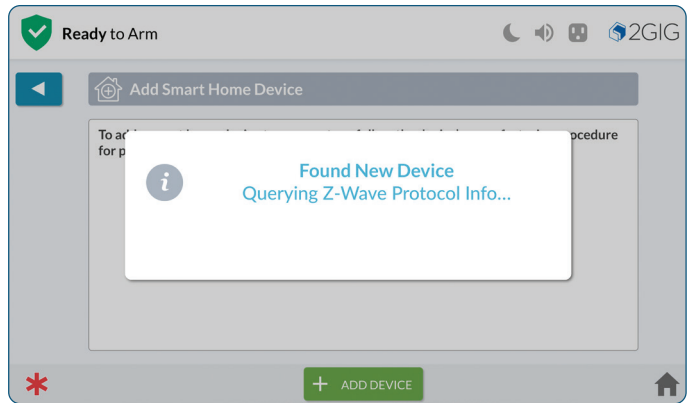 Ready to Arm
2GIG
Add Smart Home Device
To ad
ocedure
for p
Found New Device
Querying Z-Wave Protocol Info...
+ ADD DEVICE